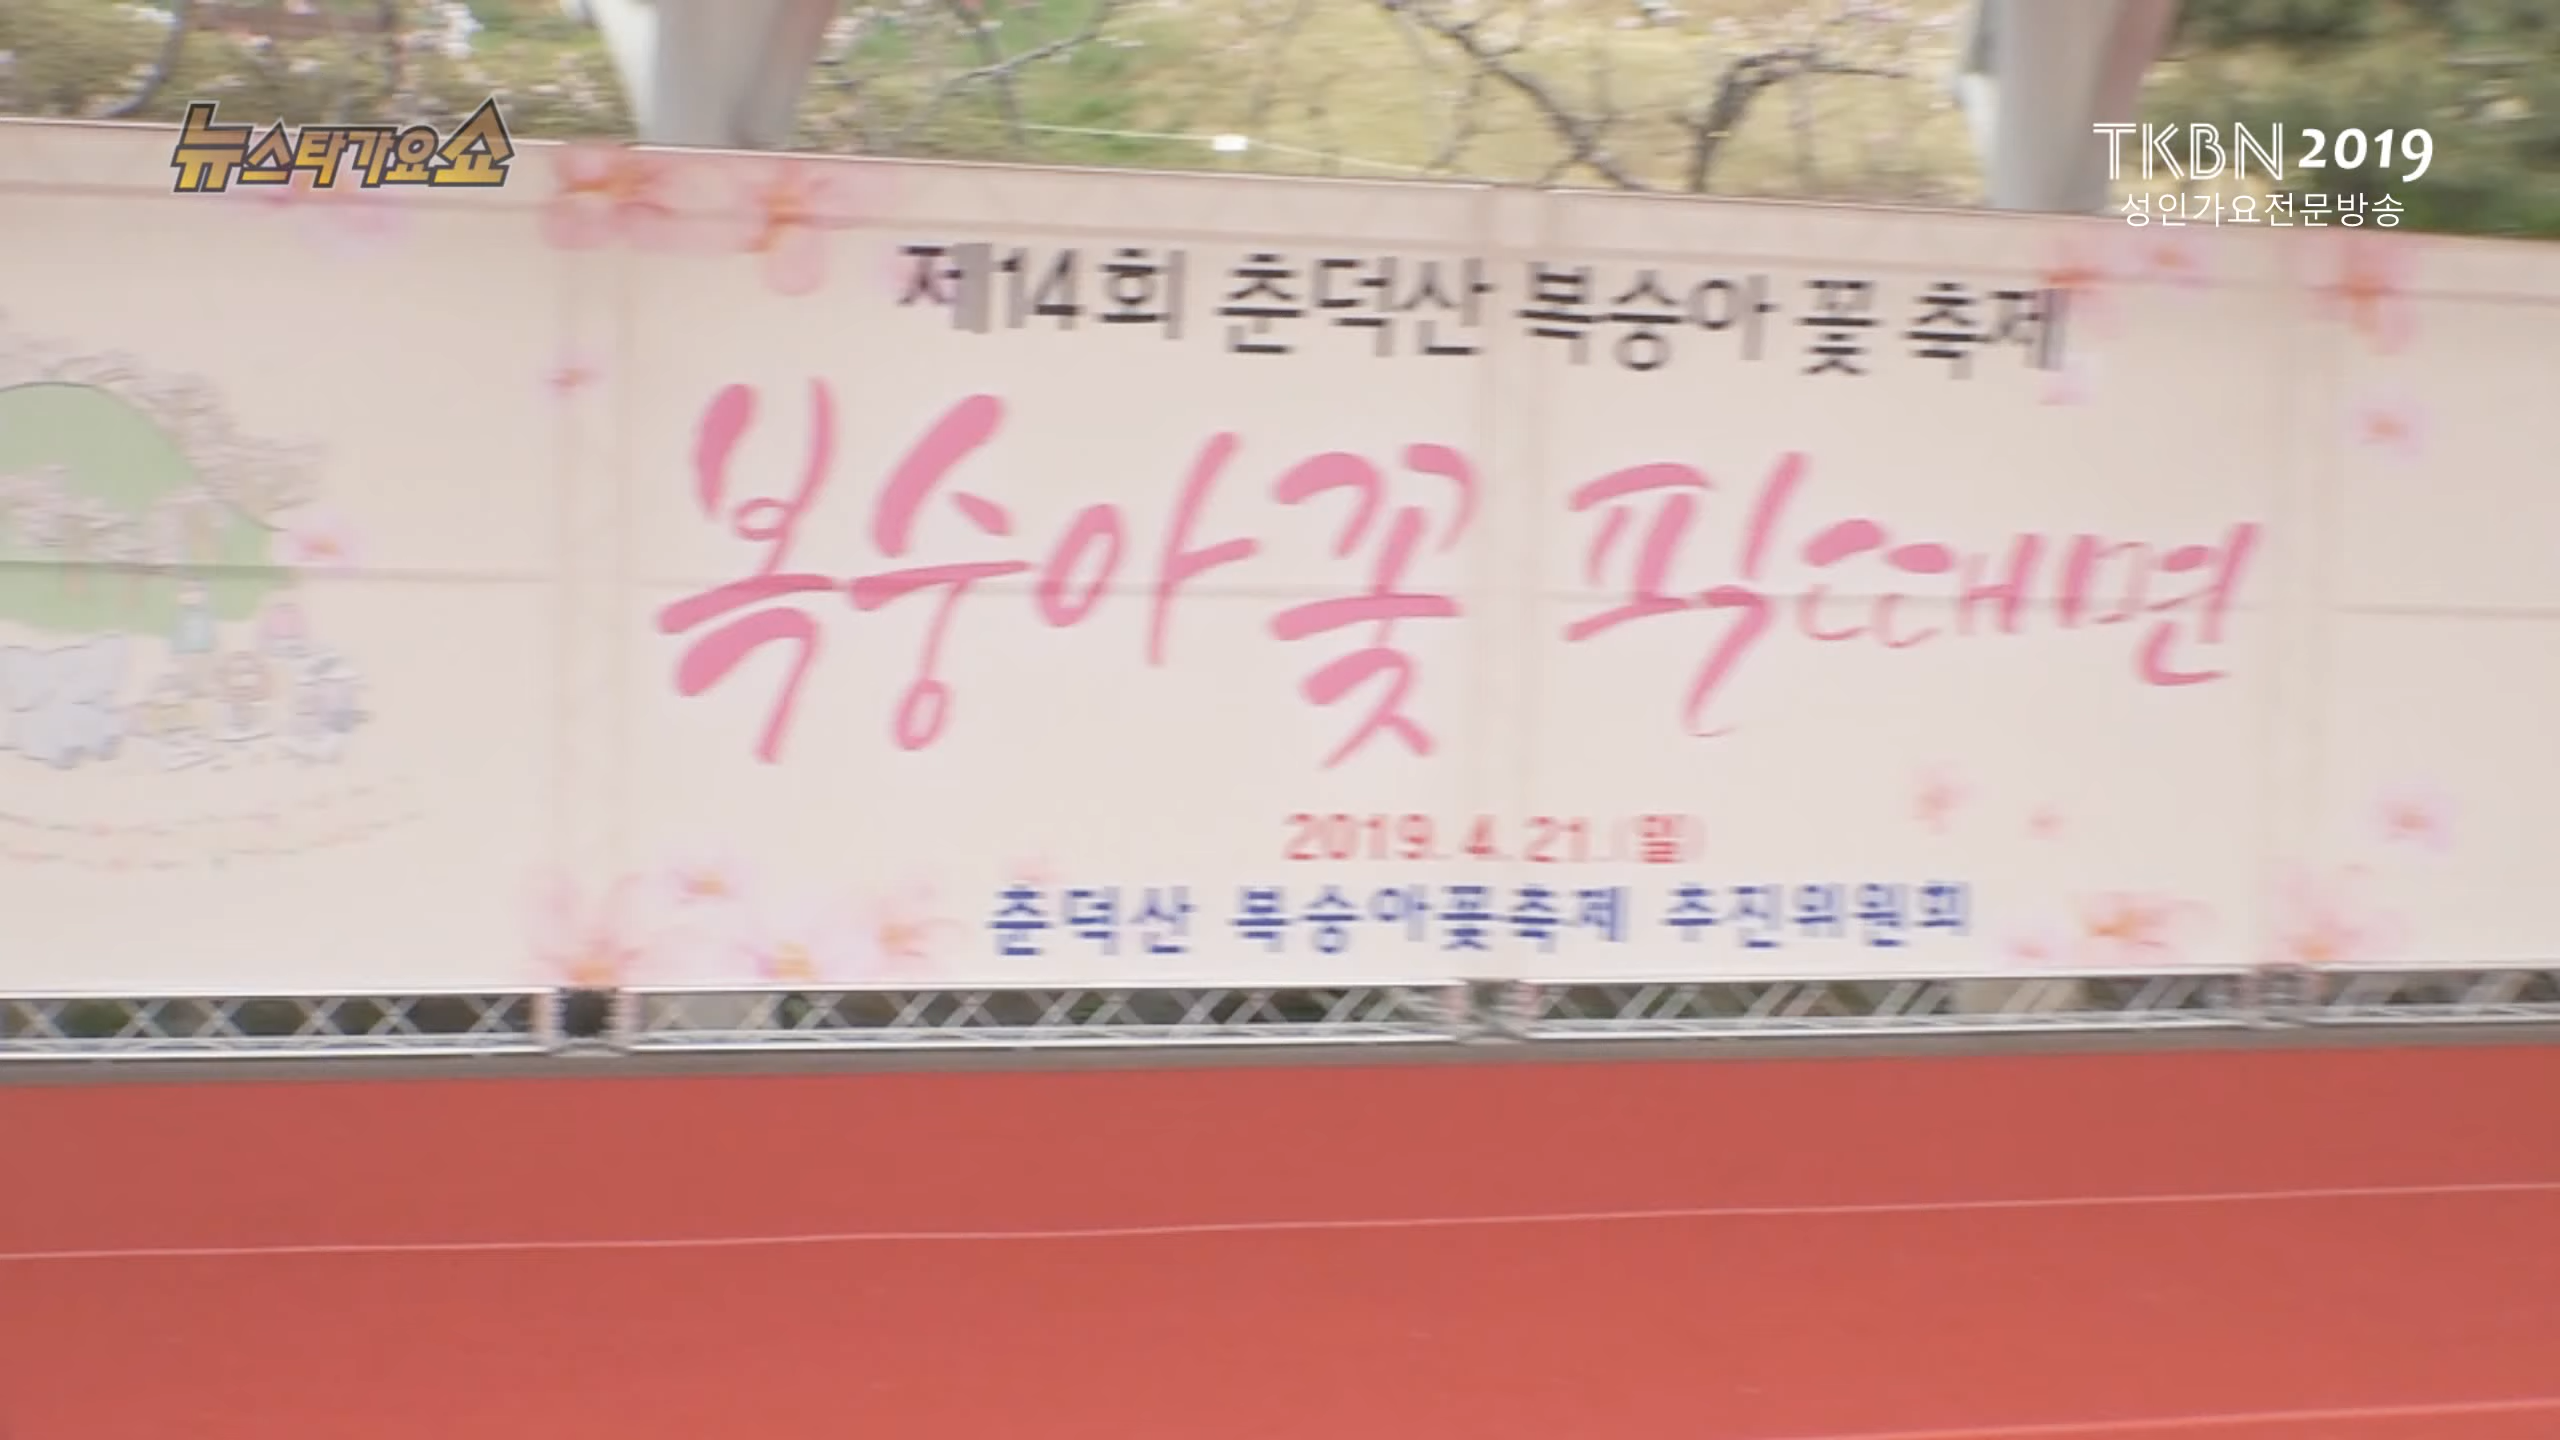 뉴스타가요쇼
TKBN 2019
성인가요전문방송
제14회 춘덕산 복숭아 꽃 축제
복숭아꽃 필때면
2019. 4. 21. (일)
춘덕산 복숭아꽃축제 추진위원회